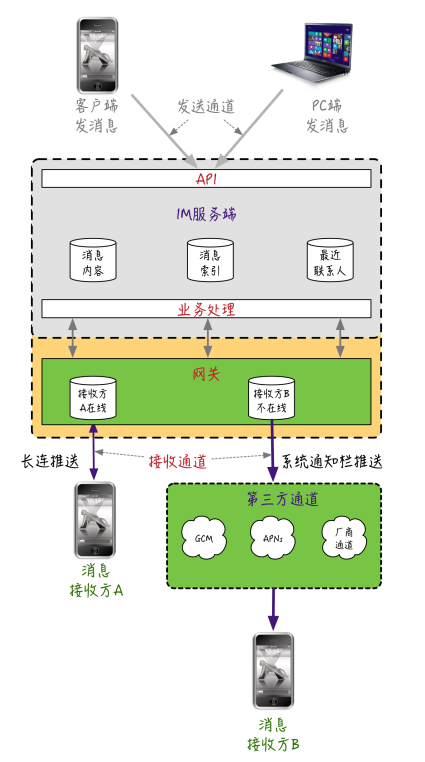 客户端
发消息
发送通道
PC端
发消息
API
IM服务端
消息
内容
消息
索引
最近
联系人
业务处理
网关
接收方
A在线
接收方B
不在线
长连推送
接收通道
系统通知栏推送
第三方通道
GCM
APNs
厂商
通道
消息
接收方A
消息
接收方B